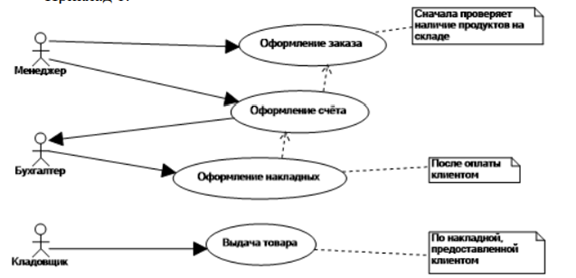 Сначала проверяет
наличие продуктов на
складе
Оформление заказа
Менеджер
Оформление счёта
Бухгалтер
Оформление накладных
После оплаты
клиентом
Кладовщик
Выдача товара
По накладной,
предоставленной
клиентом